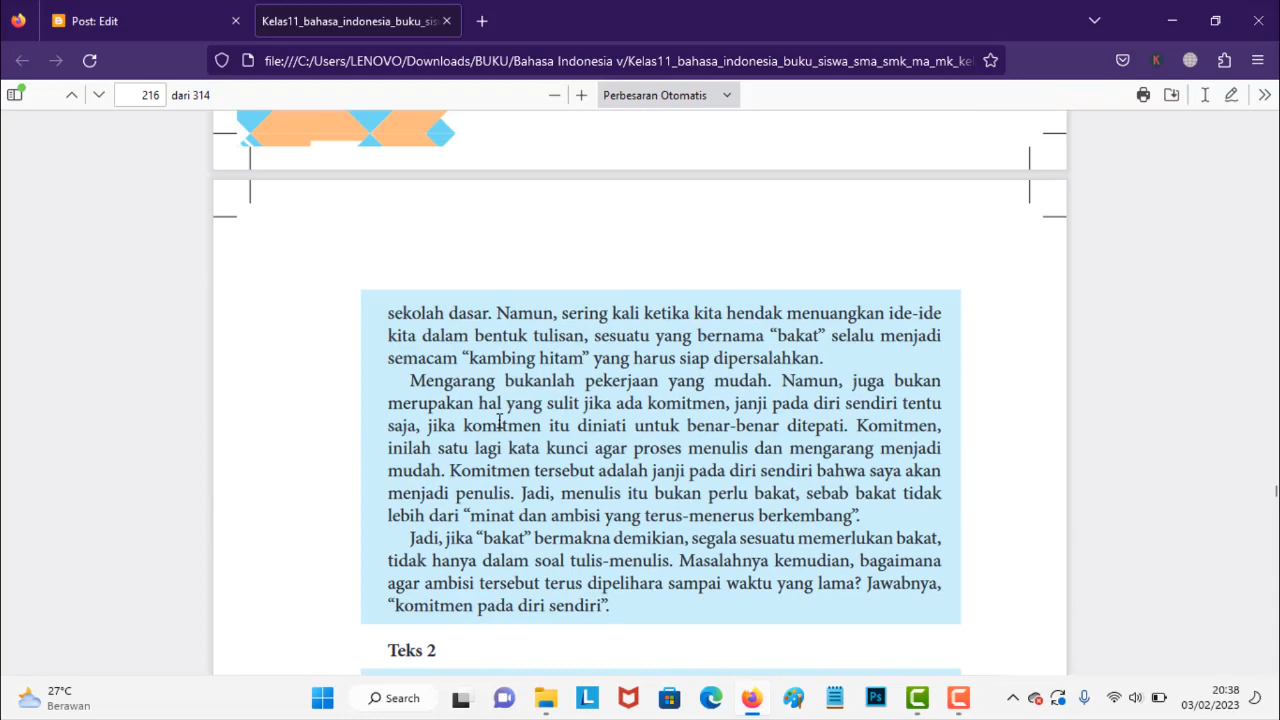 Post: Edit
Kelas11_bahasa_indonesia_buku_sis
file:///C:/Users/LENOVO/Downloads/BUKU/Bahasa Indonesia v/Kelas11_bahasa_indonesia_buku_siswa_sma_smk_ma_mk_kel
216 dari 314
Perbesaran Otomatis
sekolah dasar. Namun, sering kali ketika kita hendak menuangkan ide-ide
kita dalam bentuk tulisan, sesuatu yang bernama “bakat” selalu menjadi
semacam “kambing hitam” yang harus siap dipersalahkan.
Mengarang bukanlah pekerjaan yang mudah. Namun, juga bukan
merupakan hal yang sulit jika ada komitmen, janji pada diri sendiri tentu
saja, jika komitmen itu diniati untuk benar-benar ditepati. Komitmen,
inilah satu lagi kata kunci agar proses menulis dan mengarang menjadi
mudah. Komitmen tersebut adalah janji pada diri sendiri bahwa saya akan
menjadi penulis. Jadi, menulis itu bukan perlu bakat, sebab bakat tidak
lebih dari “minat dan ambisi yang terus-menerus berkembang”.
Jadi, jika “bakat” bermakna demikian, segala sesuatu memerlukan bakat,
tidak hanya dalam soal tulis-menulis. Masalahnya kemudian, bagaimana
agar ambisi tersebut terus dipelihara sampai waktu yang lama? Jawabnya,
“komitmen pada diri sendiri”.
Teks 2
27°C
Berawan
Search
L
Ps
20:38
03/02/2023